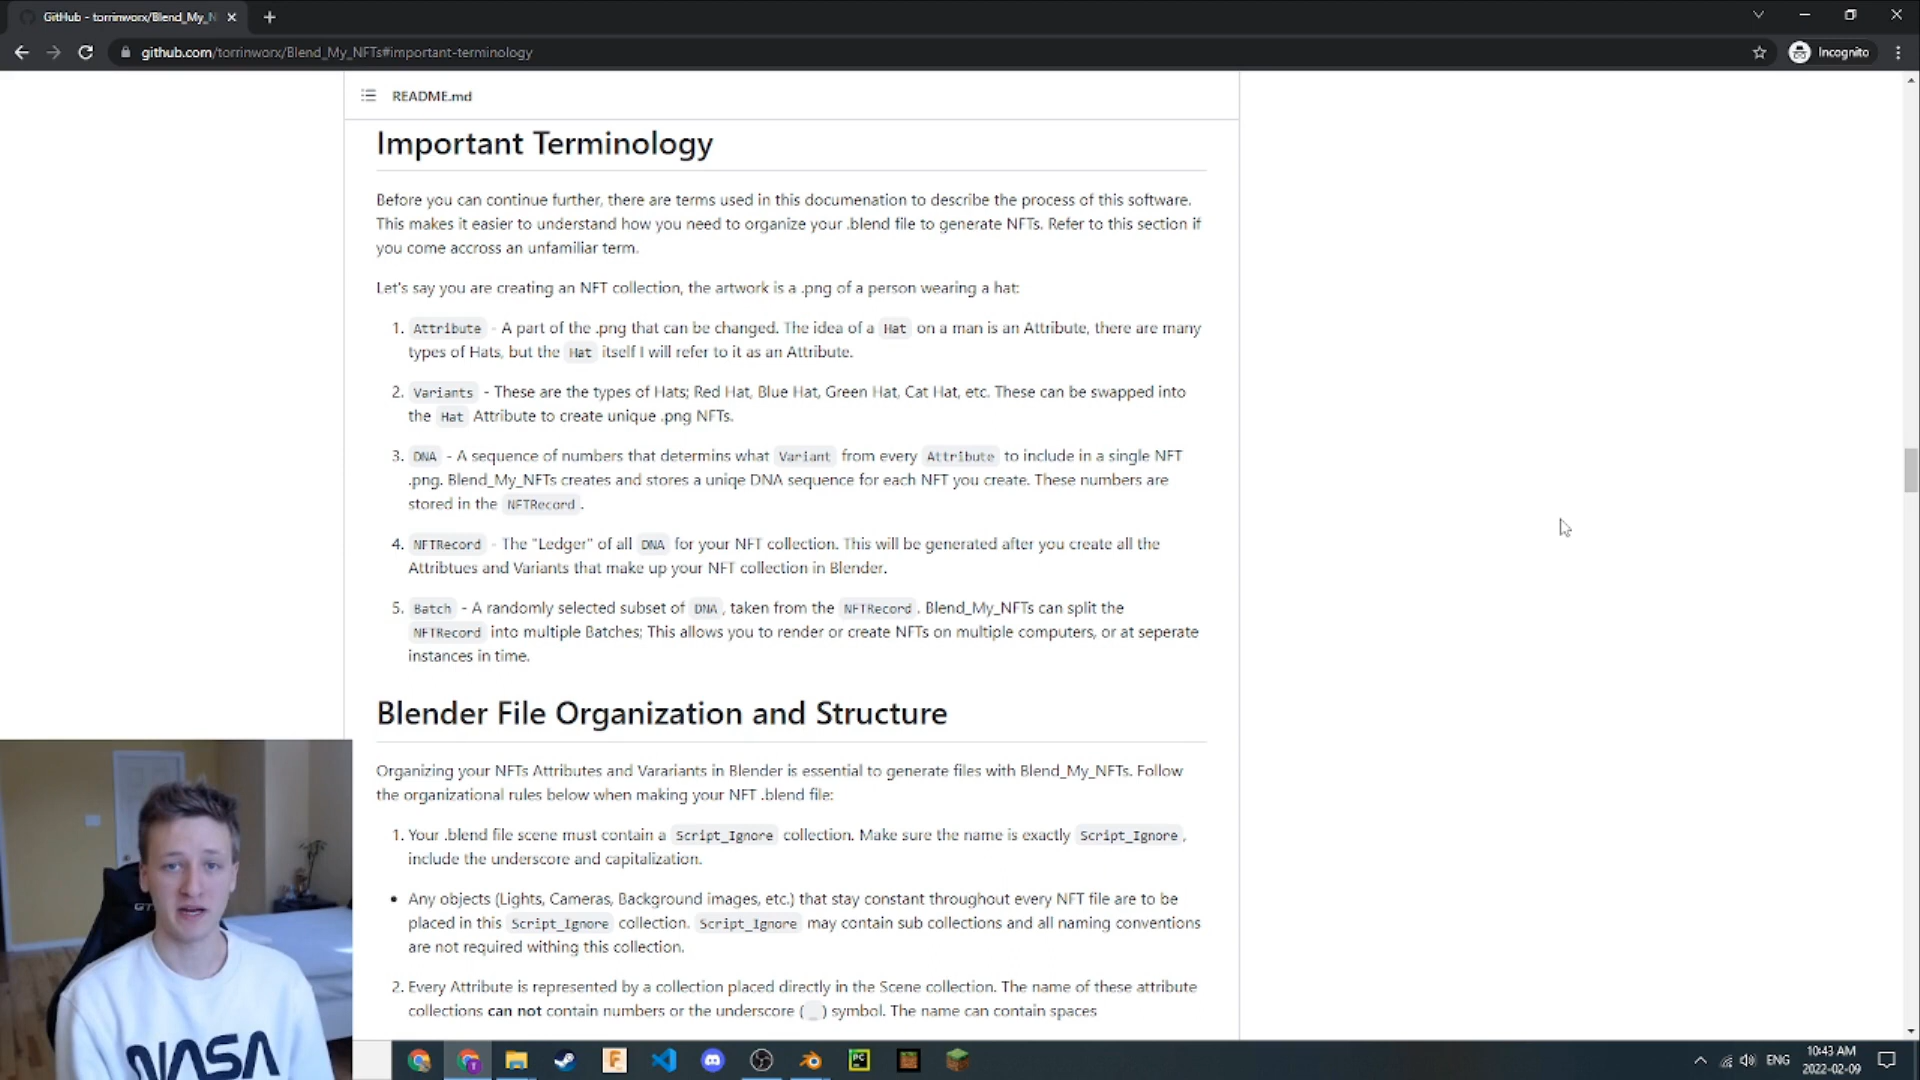 GitHub - torrinworx/Blend_My_N
github.com/torrinworx/Blend_My_NFTs#important-terminology
Incognito
README.md
Important Terminology
Before you can continue further, there are terms used in this documenation to describe the process of this software.
This makes it easier to understand how you need to organize your .blend file to generate NFTs. Refer to this section if
you come accross an unfamiliar term.
Let's say you are creating an NFT collection, the artwork is a .png of a person wearing a hat:
1. Attribute - A part of the .png that can be changed. The idea of a Hat on a man is an Attribute, there are many
types of Hats, but the Hat itself I will refer to it as an Attribute.
2. Variants - These are the types of Hats; Red Hat, Blue Hat, Green Hat, Cat Hat, etc. These can be swapped into
the Hat Attribute to create unique .png NFTs.
3. DNA - A sequence of numbers that determins what Variant from every Attribute to include in a single NFT
.png. Blend_My_NFTs creates and stores a uniqe DNA sequence for each NFT you create. These numbers are
stored in the NFTRecord.
4. NFTRecord - The "Ledger" of all DNA for your NFT collection. This will be generated after you create all the
Attribtues and Variants that make up your NFT collection in Blender.
5. Batch - A randomly selected subset of DNA, taken from the NFTRecord. Blend_My_NFTs can split the
NFTRecord into multiple Batches; This allows you to render or create NFTs on multiple computers, or at seperate
instances in time.
Blender File Organization and Structure
Organizing your NFTs Attributes and Varariants in Blender is essential to generate files with Blend_My_NFTs. Follow
the organizational rules below when making your NFT .blend file:
1. Your .blend file scene must contain a Script_Ignore collection. Make sure the name is exactly Script_Ignore,
include the underscore and capitalization.
• Any objects (Lights, Cameras, Background images, etc.) that stay constant throughout every NFT file are to be
placed in this Script_Ignore collection. Script_Ignore may contain sub collections and all naming conventions
are not required withing this collection.
2. Every Attribute is represented by a collection placed directly in the Scene collection. The name of these attribute
collections can not contain numbers or the underscore ( _ ) symbol. The name can contain spaces
GT
NASA
ENG
10:43 AM
2022-02-09